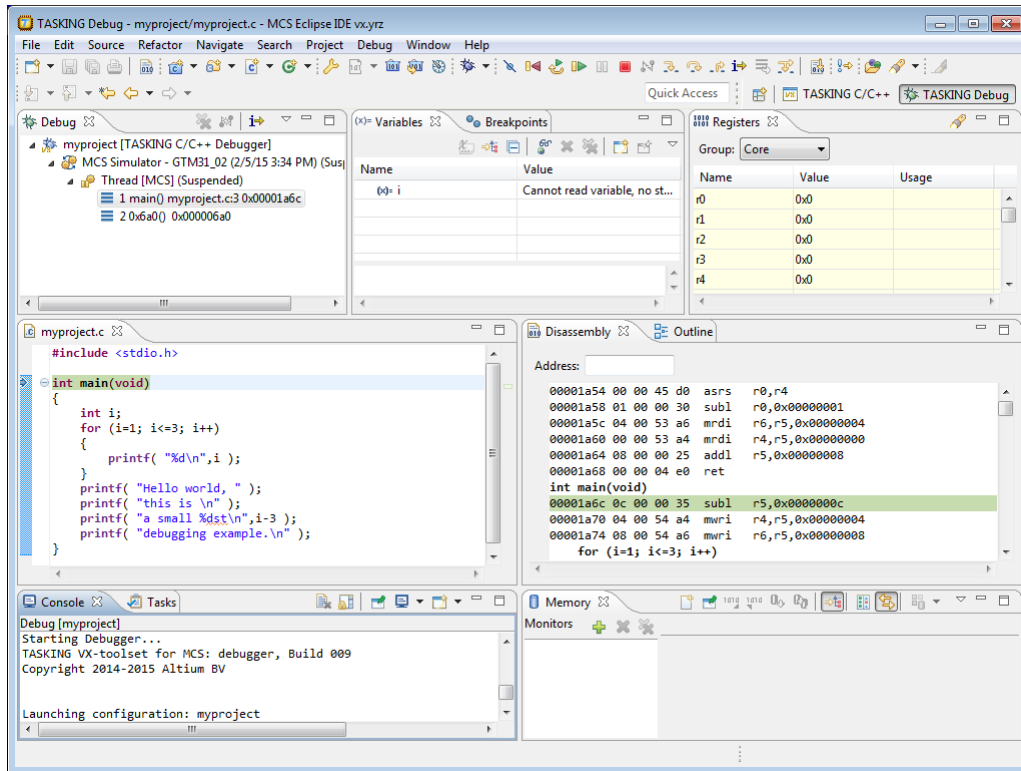 TASKING Debug - myproject/myproject.c - MCS Eclipse IDE vx.yrz
File Edit Source Refactor Navigate Search Project Debug Window Help
Quick Access TASKING C/C++ TASKING Debug
Debug
myproject [TASKING C/C++ Debugger]
MCS Simulator - GTM31_02 (2/5/15 3:34 PM) (Susp
Thread [MCS] (Suspended)
1 main() myproject.c:3 0x00001a6c
2 0x6a0() 0x000006a0
(x)= Variables Breakpoints
Name Value
(x)= i Cannot read variable, no st...
Registers
Group: Core
Name Value Usage
r0 0x0
r1 0x0
r2 0x0
r3 0x0
r4 0x0
myproject.c
#include <stdio.h>
int main(void)
{
int i;
for (i=1; i<=3; i++)
{
printf( "%d\n",i );
}
printf( "Hello world, " );
printf( "this is \n" );
printf( "a small %dst\n",i-3 );
printf( "debugging example.\n" );
}
Disassembly Outline
Address:
00001a54 00 00 45 d0 asrs r0,r4
00001a58 01 00 00 30 subl r0,0x00000001
00001a5c 04 00 53 a6 mrdi r6,r5,0x00000004
00001a60 00 00 53 a4 mrdi r4,r5,0x00000000
00001a64 08 00 00 25 addl r5,0x00000008
00001a68 00 00 04 e0 ret
int main(void)
00001a6c 0c 00 00 35 subl r5,0x0000000c
00001a70 04 00 54 a4 mwri r4,r5,0x00000004
00001a74 08 00 54 a6 mwri r6,r5,0x00000008
for (i=1; i<=3; i++)
Console Tasks
Debug [myproject]
Starting Debugger...
TASKING VX-toolset for MCS: debugger, Build 009
Copyright 2014-2015 Altium BV
Launching configuration: myproject
Memory
Monitors